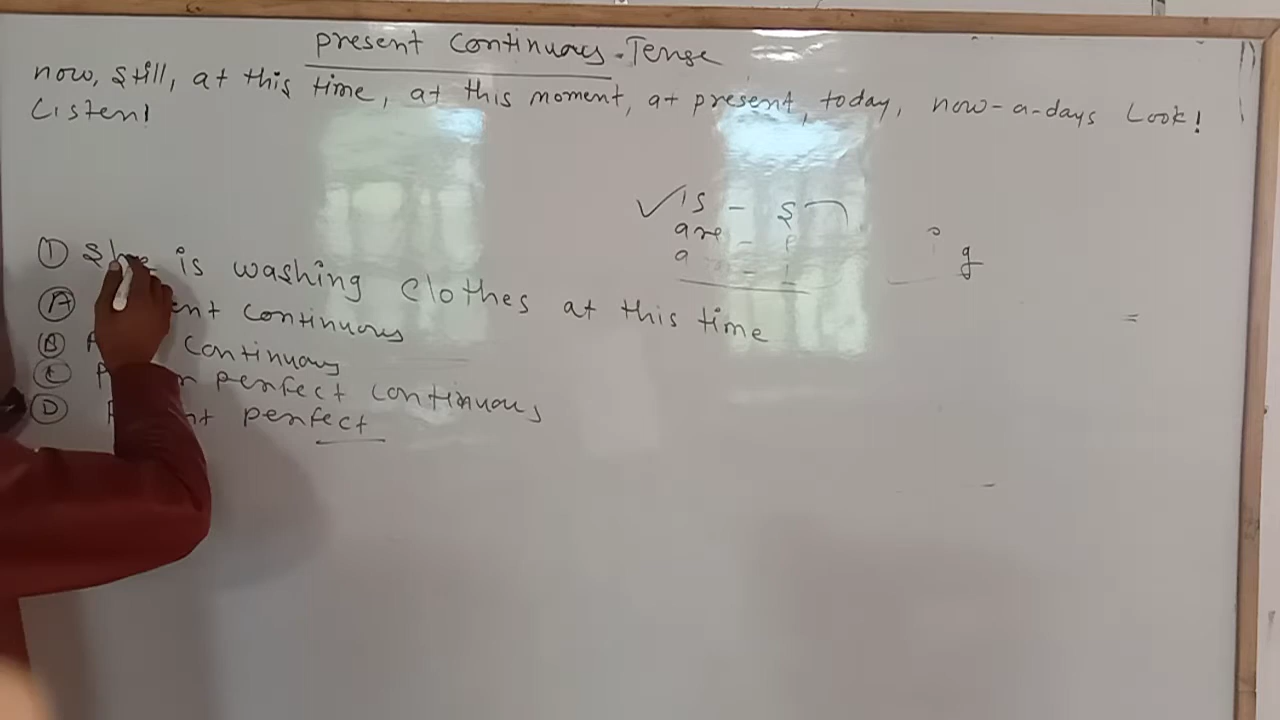 present continuous Tense
now, still, at this time, at this moment, at present, today, now-a-days Look!
Listen!
is - s
are -
① She is washing clothes at this time
Ⓐ continuous
Ⓑ continuous
Ⓒ perfect continuous
Ⓓ perfect